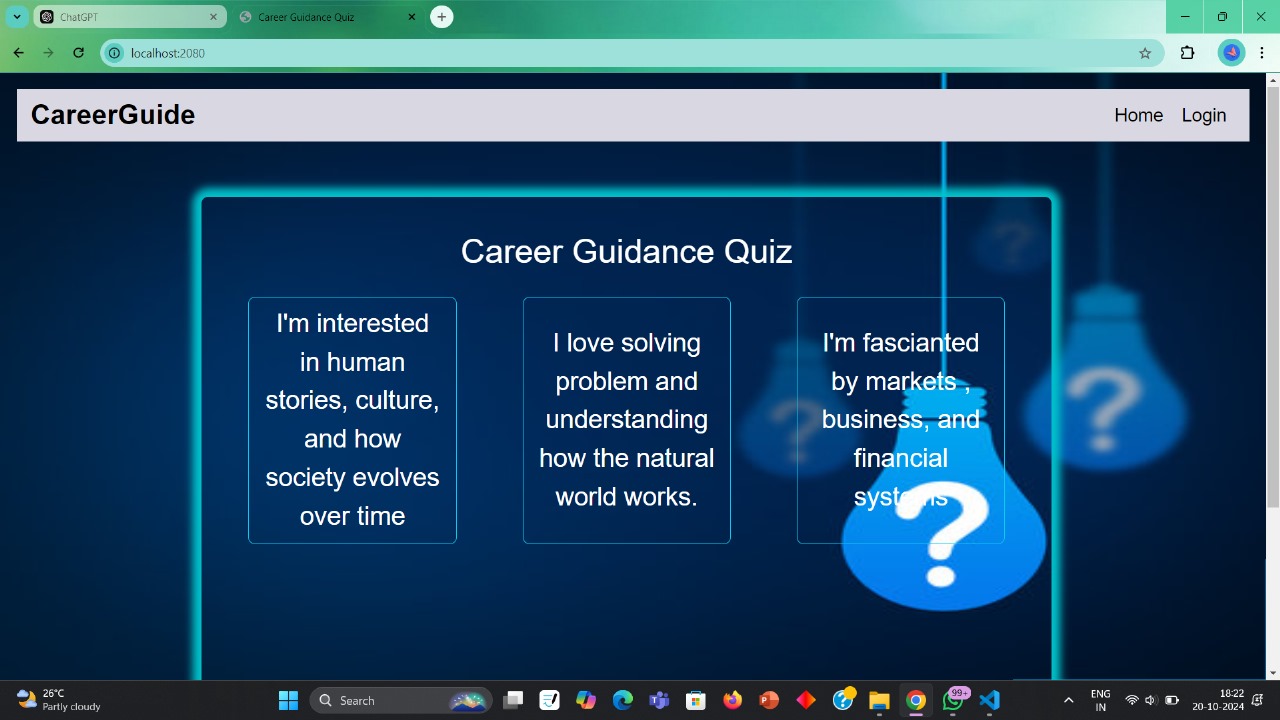 ChatGPT
Career Guidance Quiz
localhost:2080
CareerGuide
Home
Login
Career Guidance Quiz
I'm interested
in human
stories, culture,
and how
society evolves
over time
I love solving
problem and
understanding
how the natural
world works.
I'm fascianted
by markets ,
business, and
financial
systems
?
?
?
?
26°C
Partly cloudy
Search
99+
ENG
IN
18:22
20-10-2024